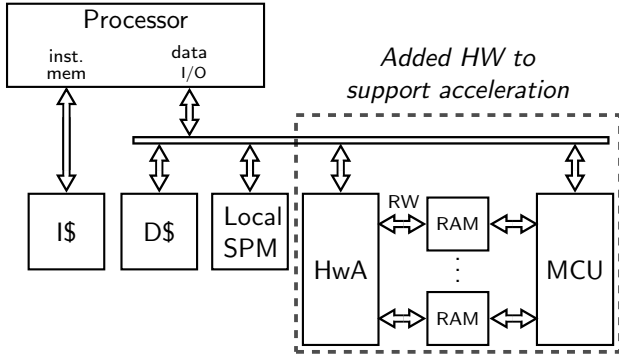 Processor
inst. data
mem I/O
Added HW to
support acceleration
I$
D$
Local
SPM
HwA
RW
RAM
⋮
RAM
MCU